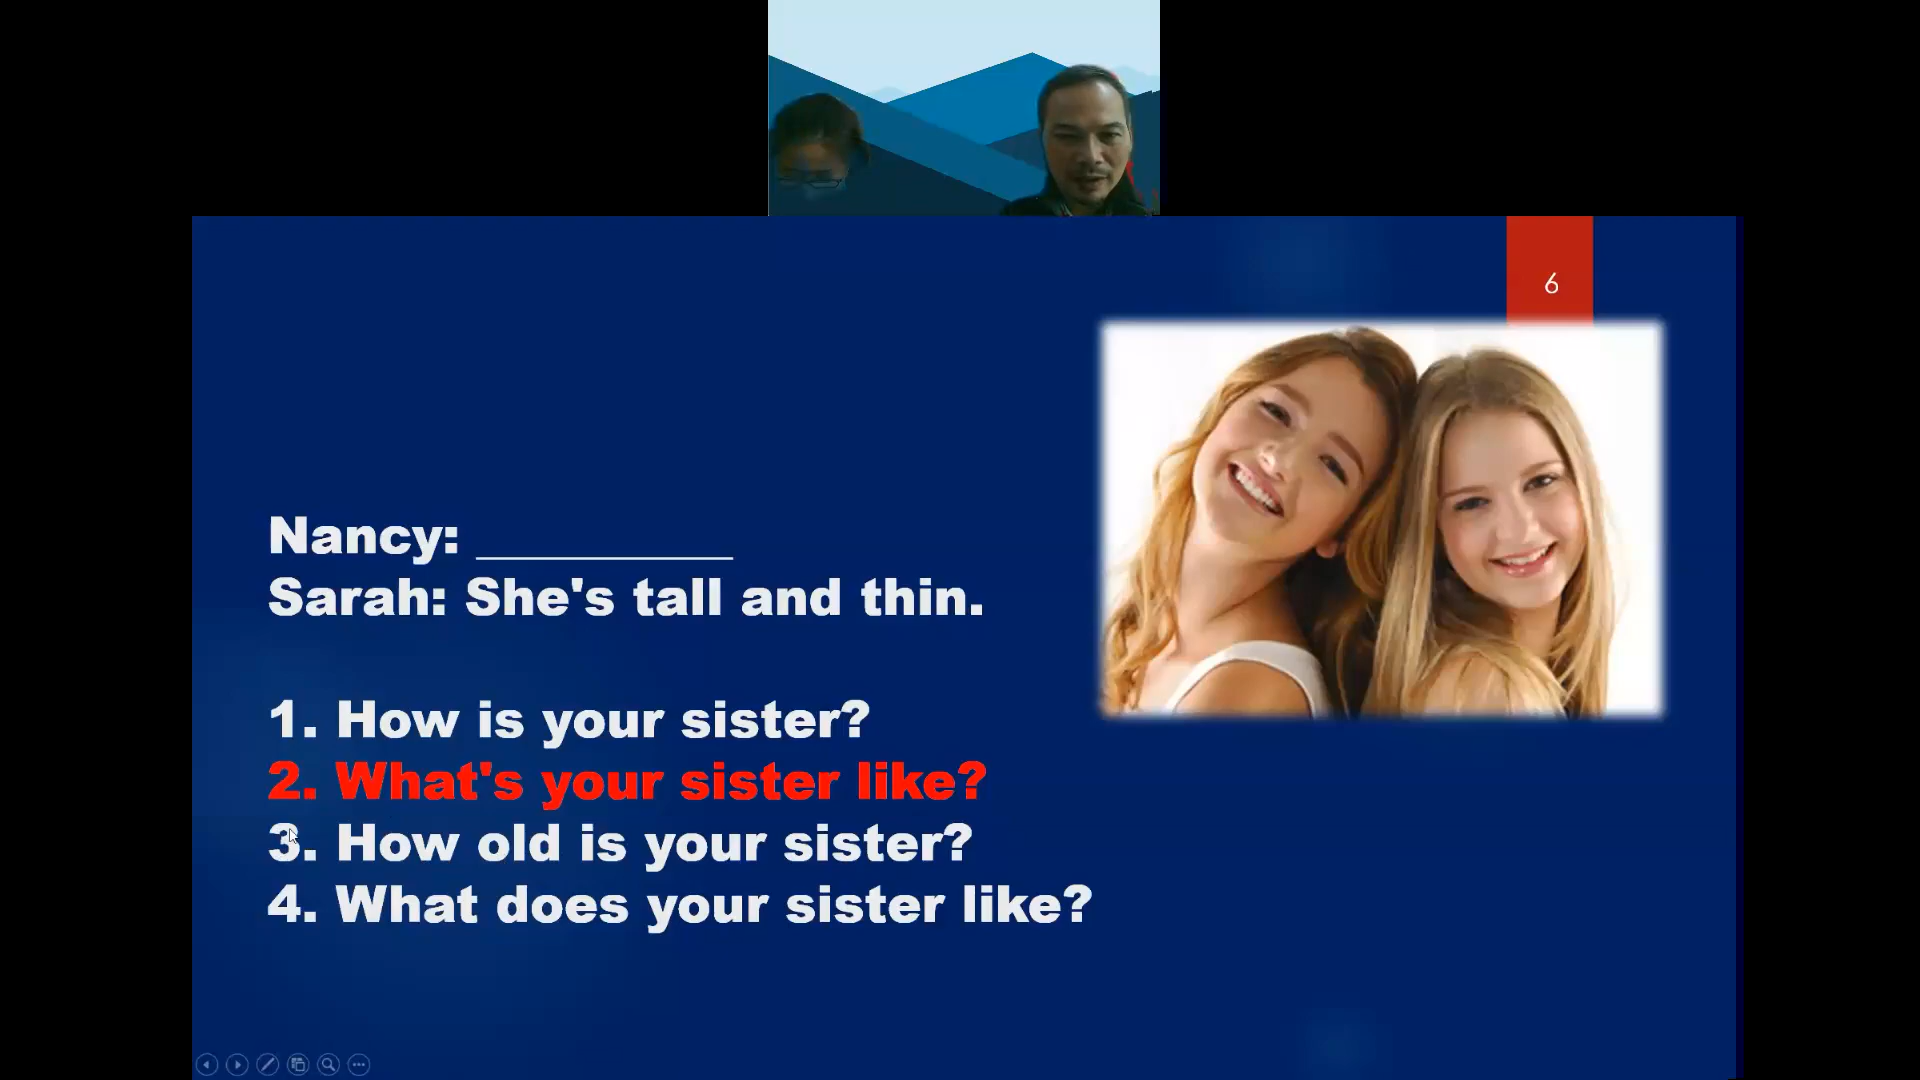 6
Nancy: __________
Sarah: She's tall and thin.
1. How is your sister?
2. What's your sister like?
3. How old is your sister?
4. What does your sister like?